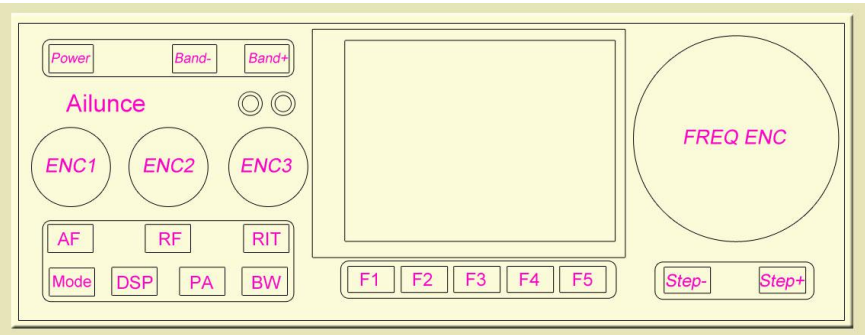 Power Band- Band+
Ailunce
ENC1 ENC2 ENC3
FREQ ENC
AF RF RIT
Mode DSP PA BW
F1 F2 F3 F4 F5
Step- Step+